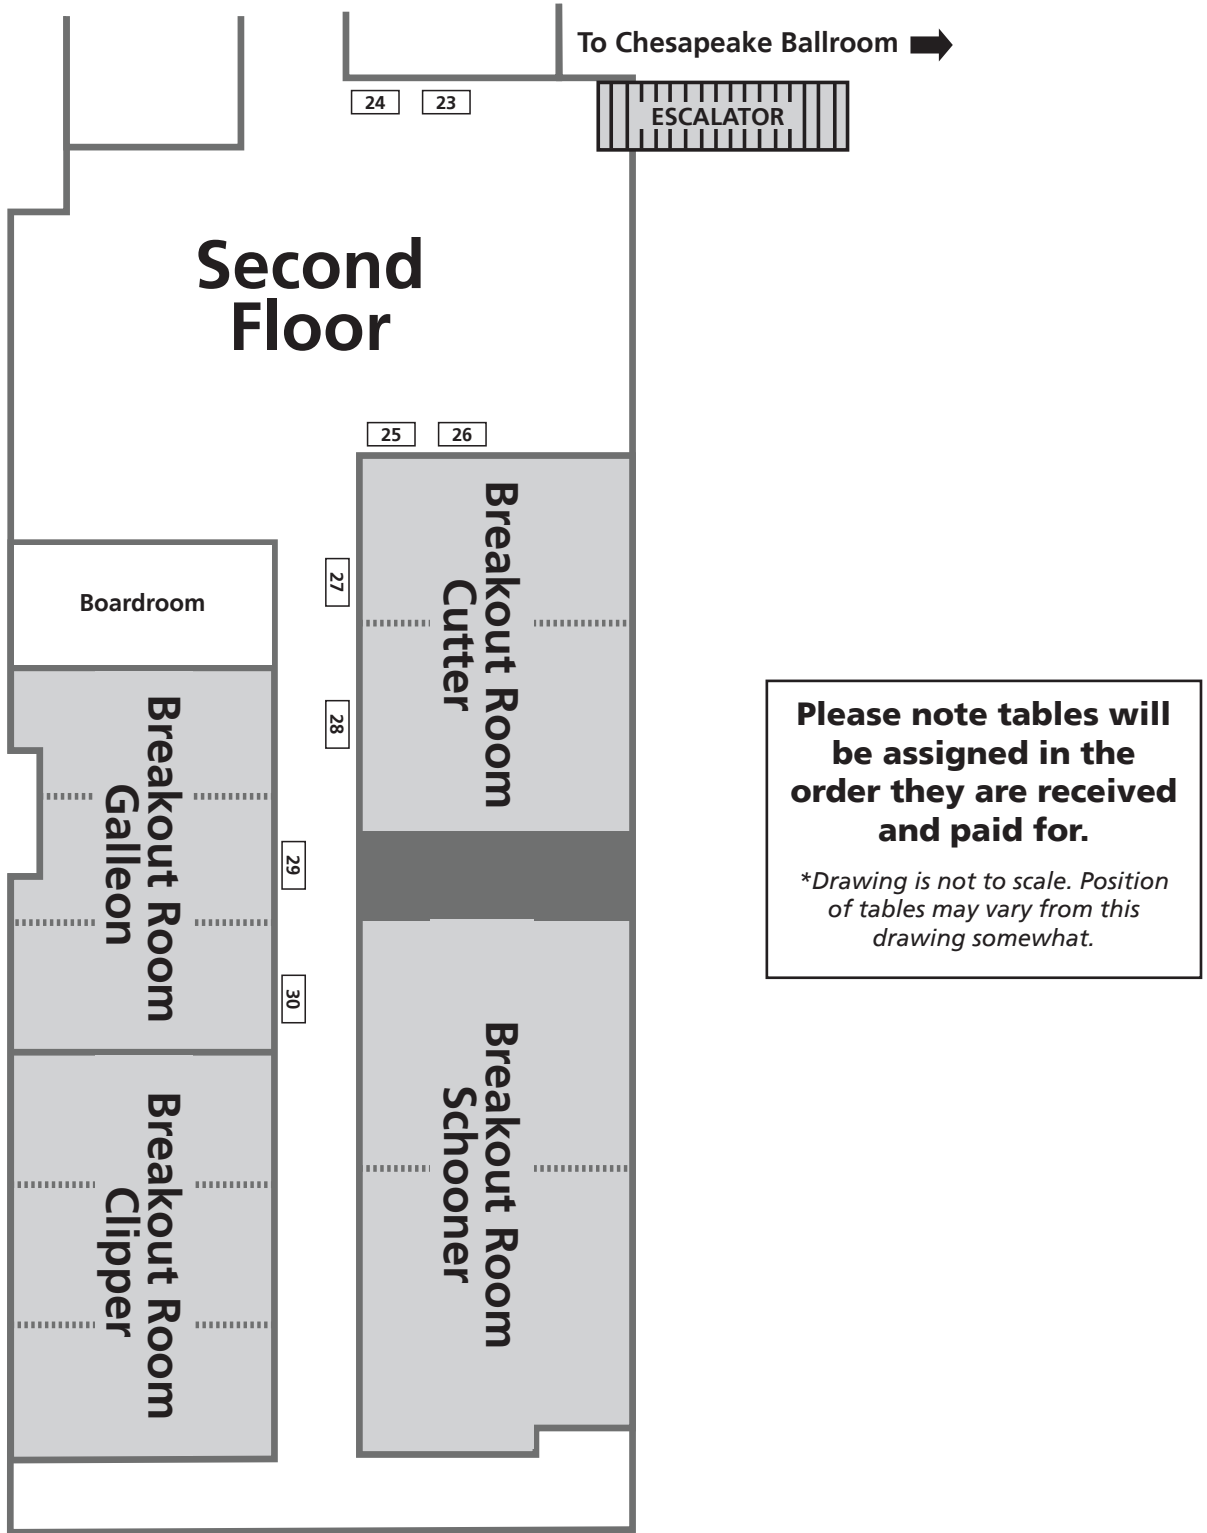 To Chesapeake Ballroom
24
23
ESCALATOR
Second
Floor
25
26
Breakout Room
Cutter
27
Boardroom
28
Breakout Room
Galleon
29
30
Please note tables will
be assigned in the
order they are received
and paid for.
*Drawing is not to scale. Position
of tables may vary from this
drawing somewhat.
Breakout Room
Schooner
Breakout Room
Clipper